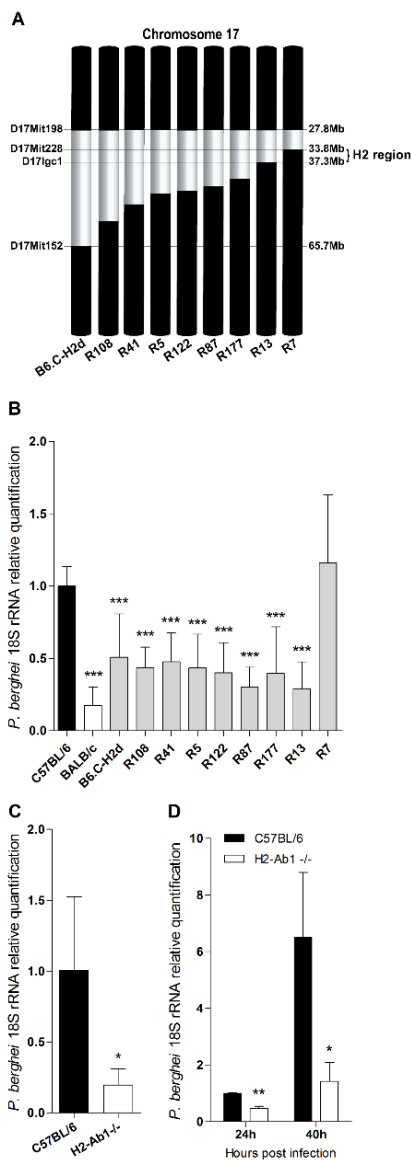 A
Chromosome 17
D17Mit198
27.8Mb
D17Mit228
33.8Mb
D17Igc1
37.3Mb
H2 region
D17Mit152
65.7Mb
B6.C-H2d
R108
R41
R5
R122
R87
R177
R13
R7
B
P. berghei 18S rRNA relative quantification
2.0
1.5
1.0
0.5
0.0
***
***
***
***
***
***
***
***
***
C57BL/6
BALB/c
B6.C-H2d
R108
R41
R5
R122
R87
R177
R13
R7
C
P. berghei 18S rRNA relative quantification
2.0
1.5
1.0
0.5
0.0
*
C57BL/6
H2-Ab1-/-
D
P. berghei 18S rRNA relative quantification
10
8
6
4
2
0
C57BL/6
H2-Ab1 -/-
**
*
24h
40h
Hours post infection